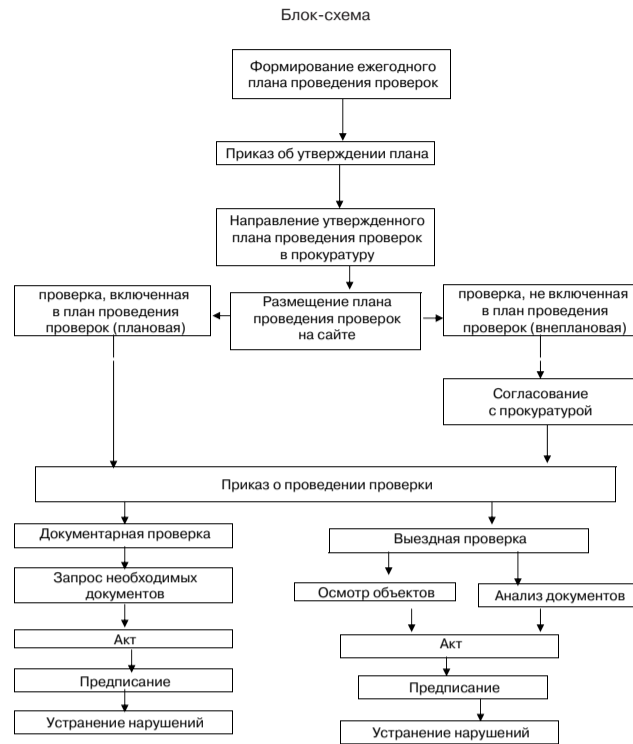 Блок-схема
Формирование ежегодного
плана проведения проверок
Приказ об утверждении плана
Направление утвержденного
плана проведения проверок
в прокуратуру
проверка, включенная
в план проведения
проверок (плановая)
Размещение плана
проведения проверок
на сайте
проверка, не включенная
в план проведения
проверок (внеплановая)
Согласование
с прокуратурой
Приказ о проведении проверки
Документарная проверка
Выездная проверка
Запрос необходимых
документов
Осмотр объектов
Анализ документов
Акт
Акт
Предписание
Предписание
Устранение нарушений
Устранение нарушений